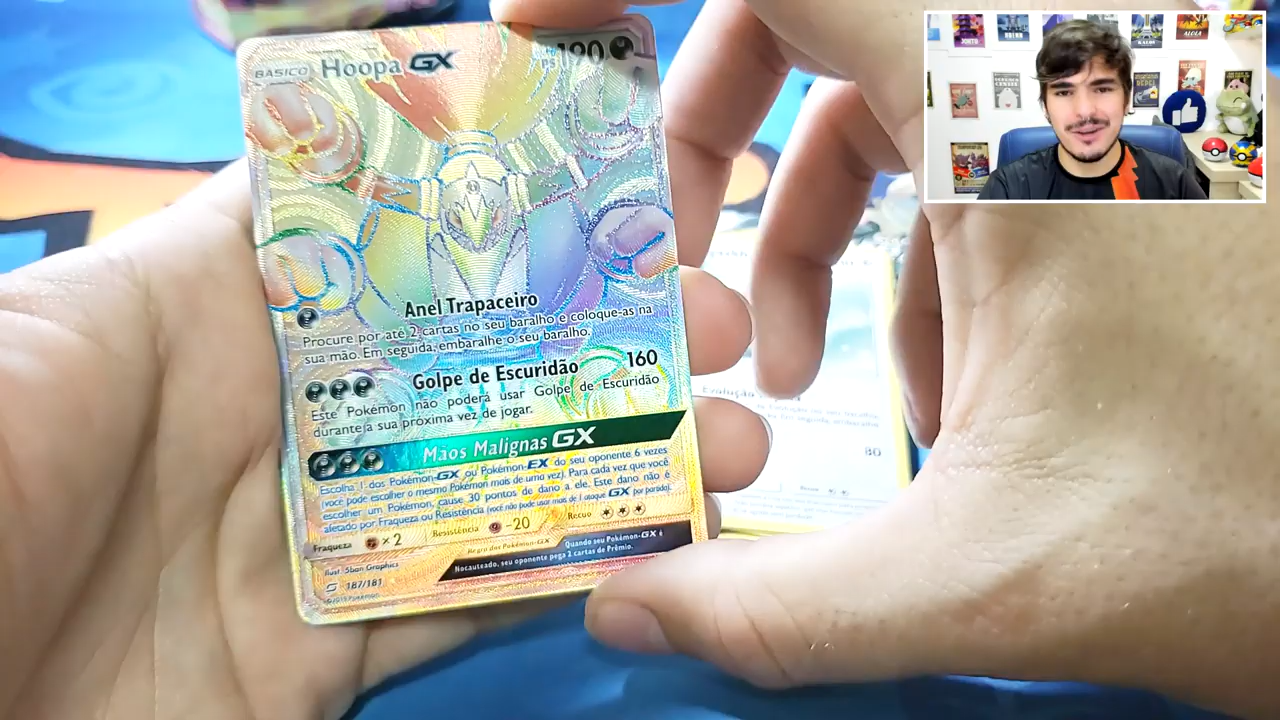 BÁSICO Hoopa GX PS 190
Anel Trapaceiro
Procure por até 2 cartas no seu baralho e coloque-as na
sua mão. Em seguida, embaralhe o seu baralho.
Golpe de Escuridão 160
Este Pokémon não poderá usar Golpe de Escuridão
durante a sua próxima vez de jogar.
Mãos Malignas GX
Escolha 1 dos Pokémon-GX ou Pokémon-EX do seu oponente 6 vezes
(você pode escolher o mesmo Pokémon mais de uma vez). Para cada vez que você
escolher um Pokémon, cause 30 pontos de dano a ele. Este dano não é
afetado por Fraqueza ou Resistência (você não pode usar mais de 1 ataque GX por partida).
Fraqueza ×2 Resistência -20 Recuo
Regra dos Pokémon-GX Quando seu Pokémon-GX é
Nocauteado, seu oponente pega 2 cartas de Prêmio.
Ilust. 5ban Graphics
187/181
Evolução
80
Recuo
KALOS
ALOLA